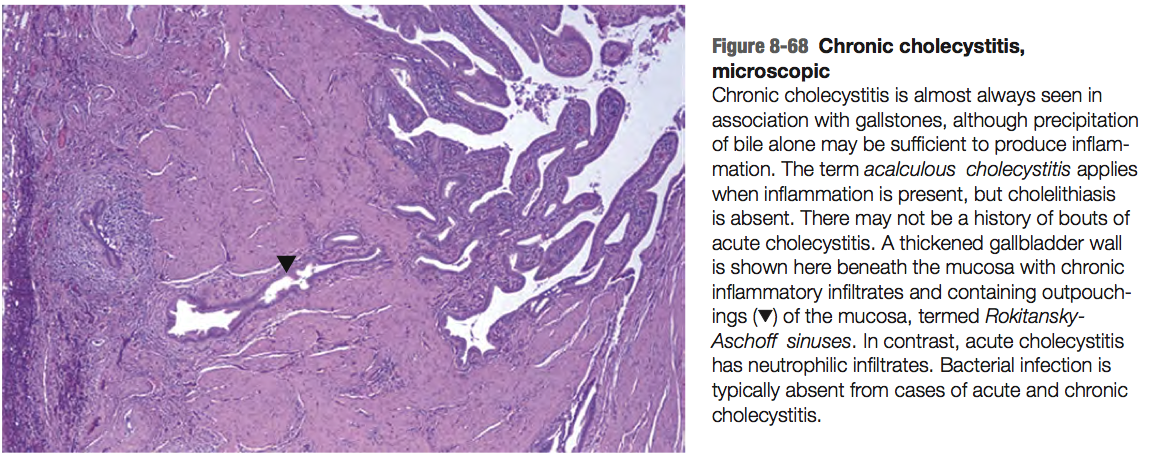 Figure 8-68 Chronic cholecystitis,
microscopic
Chronic cholecystitis is almost always seen in
association with gallstones, although precipitation
of bile alone may be sufficient to produce inflam-
mation. The term acalculous cholecystitis applies
when inflammation is present, but cholelithiasis
is absent. There may not be a history of bouts of
acute cholecystitis. A thickened gallbladder wall
is shown here beneath the mucosa with chronic
inflammatory infiltrates and containing outpouch-
ings (▼) of the mucosa, termed Rokitansky-
Aschoff sinuses. In contrast, acute cholecystitis
has neutrophilic infiltrates. Bacterial infection is
typically absent from cases of acute and chronic
cholecystitis.